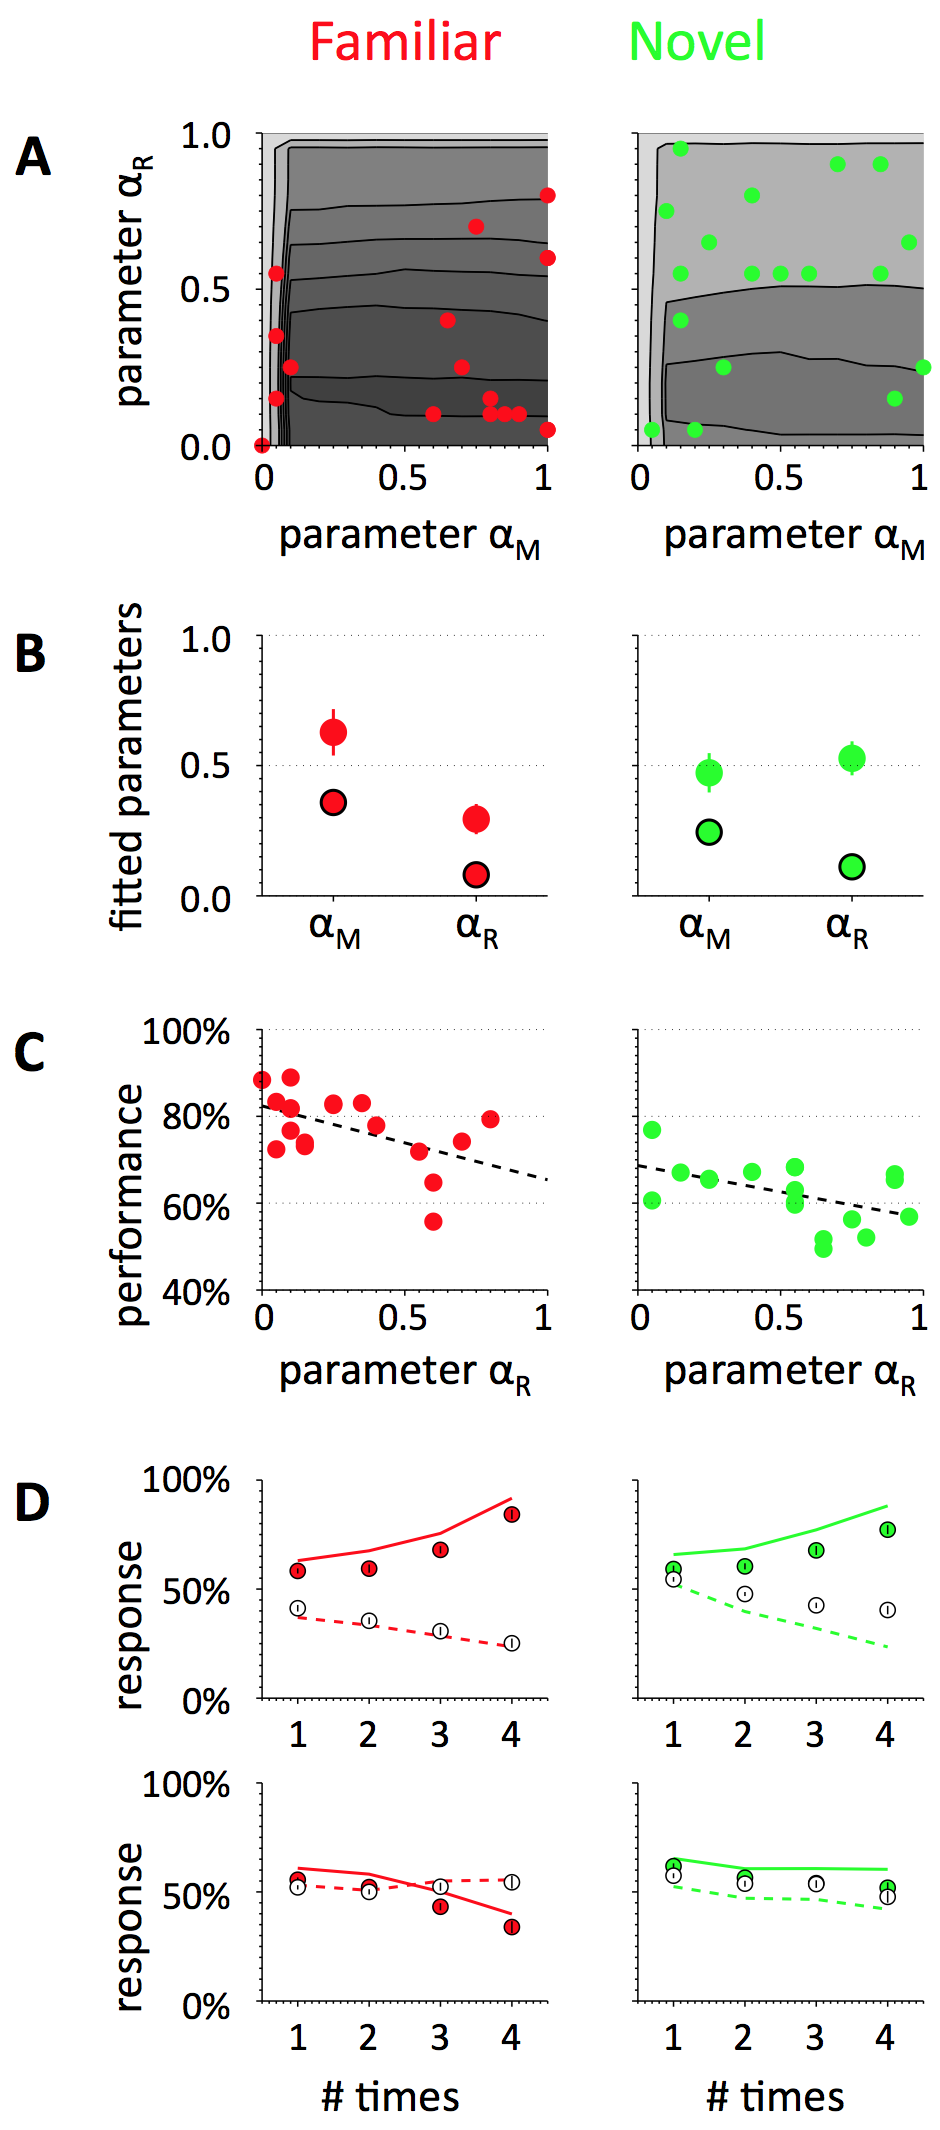 Familiar Novel
A
parameter αR
1.0
0.5
0.0
0 0.5 1 0 0.5 1
parameter αM parameter αM
B
fitted parameters
1.0
0.5
0.0
αM αR αM αR
C
performance
100%
80%
60%
40%
0 0.5 1 0 0.5 1
parameter αR parameter αR
D
response
100%
50%
0%
1 2 3 4 1 2 3 4
response
100%
50%
0%
1 2 3 4 1 2 3 4
# times # times